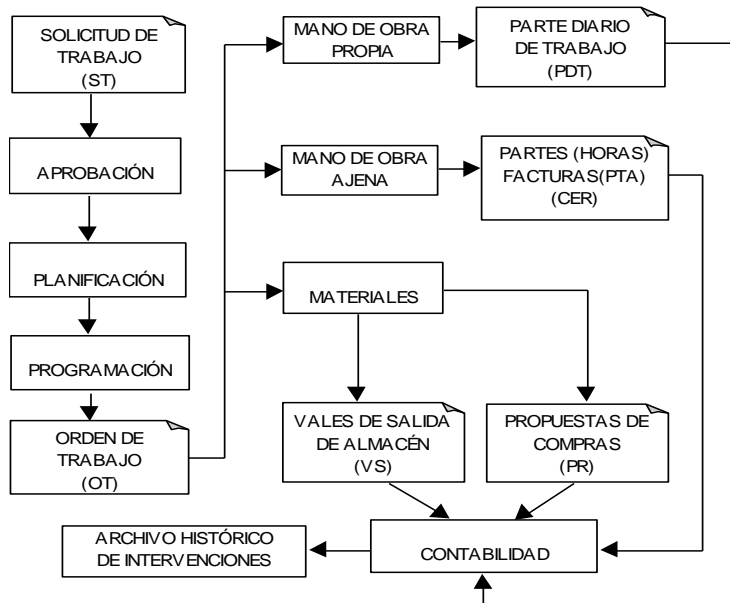 SOLICITUD DE
TRABAJO
(ST)
APROBACIÓN
PLANIFICACIÓN
PROGRAMACIÓN
ORDEN DE
TRABAJO
(OT)
MANO DE OBRA
PROPIA
PARTE DIARIO
DE TRABAJO
(PDT)
MANO DE OBRA
AJENA
PARTES (HORAS)
FACTURAS(PTA)
(CER)
MATERIALES
VALES DE SALIDA
DE ALMACÉN
(VS)
PROPUESTAS DE
COMPRAS
(PR)
CONTABILIDAD
ARCHIVO HISTÓRICO
DE INTERVENCIONES